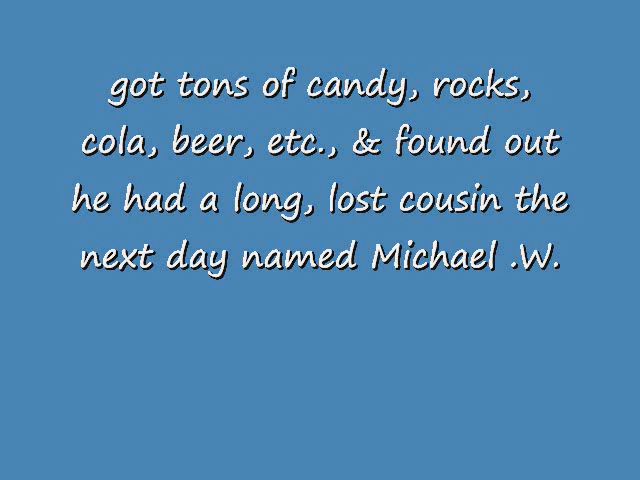 got tons of candy, rocks,
cola, beer, etc., & found out
he had a long, lost cousin the
next day named Michael .W.